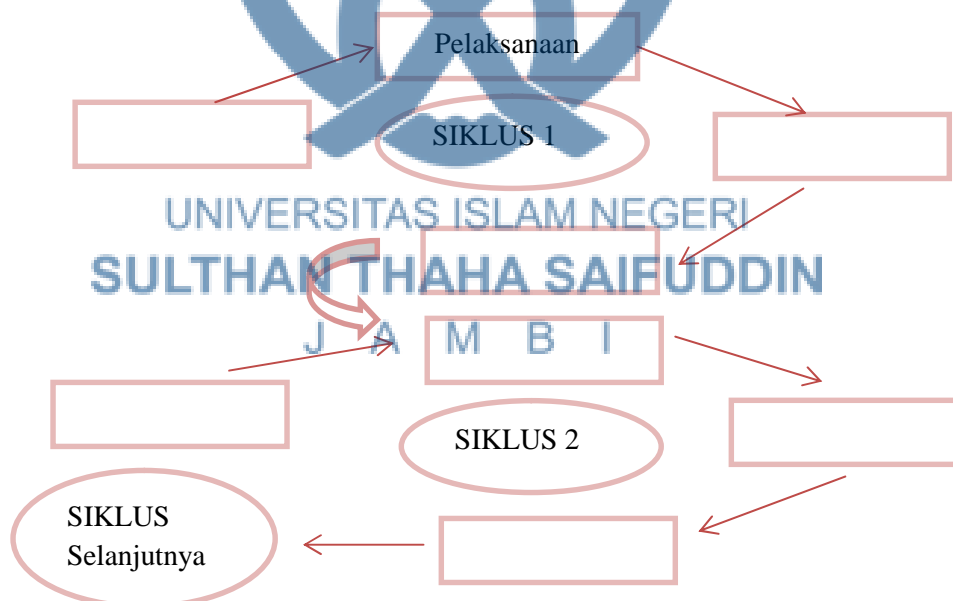 Pelaksanaan
SIKLUS 1
UNIVERSITAS ISLAM NEGERI
SULTHAN THAHA SAIFUDDIN
J A M B I
SIKLUS 2
SIKLUS
Selanjutnya